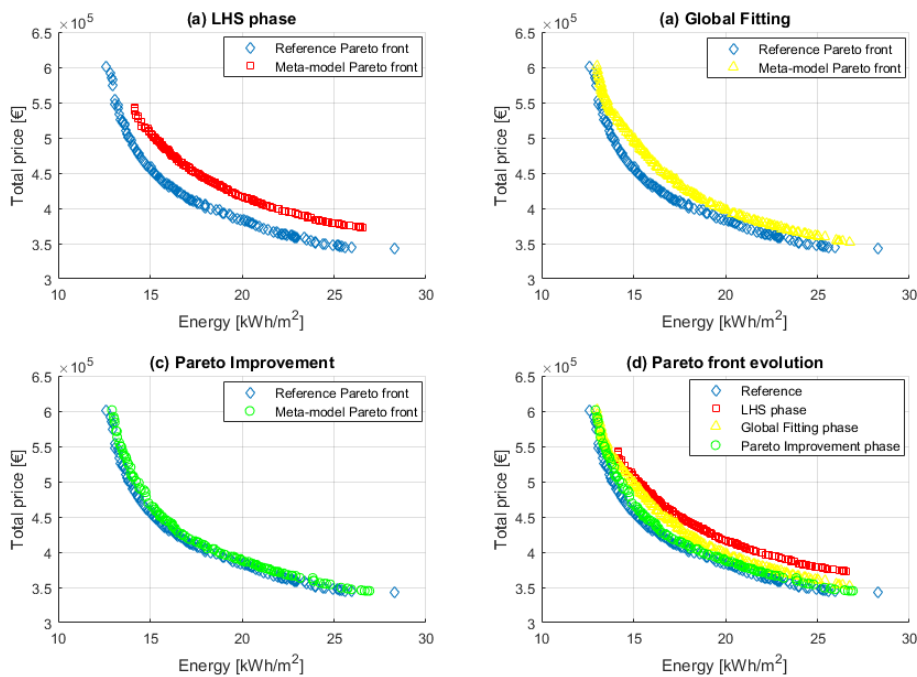 (a) LHS phase
× 10^5
6.5
6
5.5
5
4.5
4
3.5
3
10 15 20 25 30
Total price [€]
Energy [kWh/m^2]
Reference Pareto front
Meta-model Pareto front
(a) Global Fitting
× 10^5
6.5
6
5.5
5
4.5
4
3.5
3
10 15 20 25 30
Total price [€]
Energy [kWh/m^2]
Reference Pareto front
Meta-model Pareto front
(c) Pareto Improvement
× 10^5
6.5
6
5.5
5
4.5
4
3.5
3
10 15 20 25 30
Total price [€]
Energy [kWh/m^2]
Reference Pareto front
Meta-model Pareto front
(d) Pareto front evolution
× 10^5
6.5
6
5.5
5
4.5
4
3.5
3
10 15 20 25 30
Total price [€]
Energy [kWh/m^2]
Reference
LHS phase
Global Fitting phase
Pareto Improvement phase